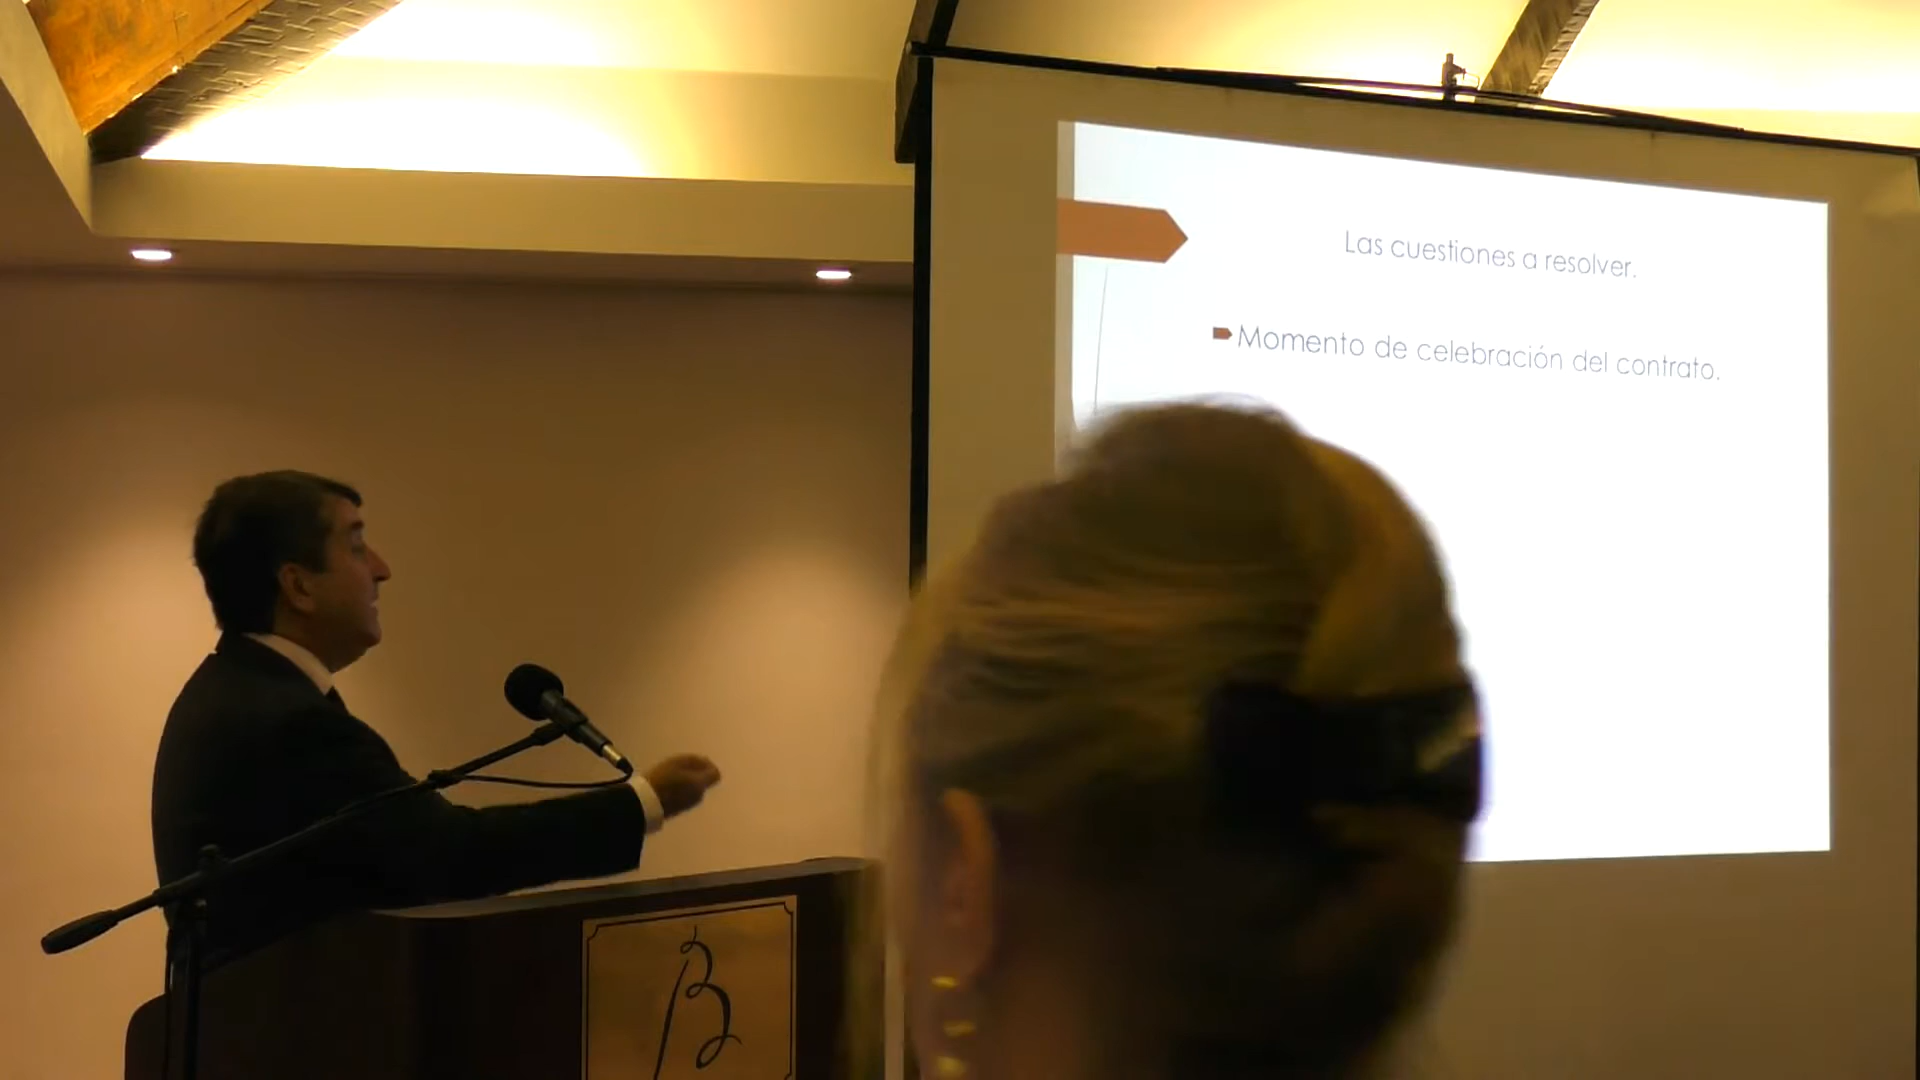 Las cuestiones a resolver.
Momento de celebración del contrato.
B